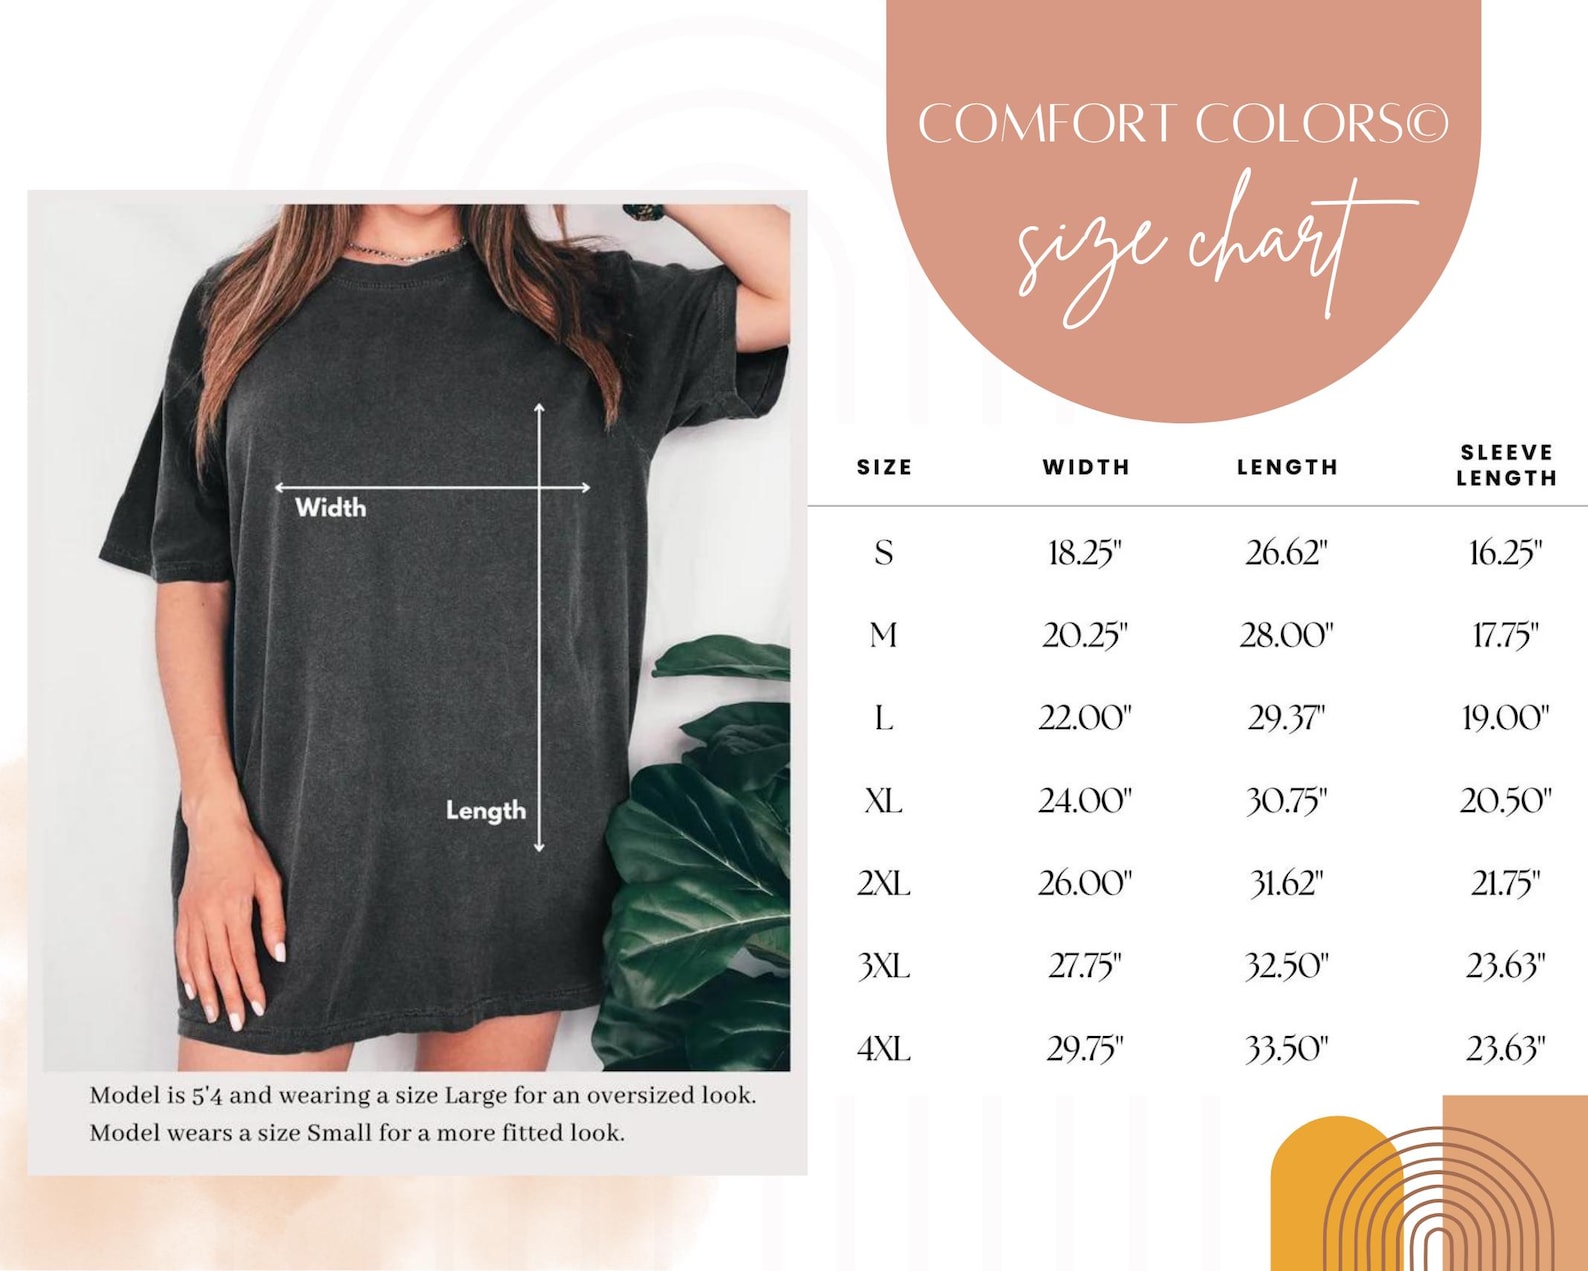 COMFORT COLORS©
size chart
SIZE WIDTH LENGTH SLEEVE LENGTH
S 18.25" 26.62" 16.25"
M 20.25" 28.00" 17.75"
L 22.00" 29.37" 19.00"
XL 24.00" 30.75" 20.50"
2XL 26.00" 31.62" 21.75"
3XL 27.75" 32.50" 23.63"
4XL 29.75" 33.50" 23.63"
Width
Length
Model is 5'4 and wearing a size Large for an oversized look.
Model wears a size Small for a more fitted look.